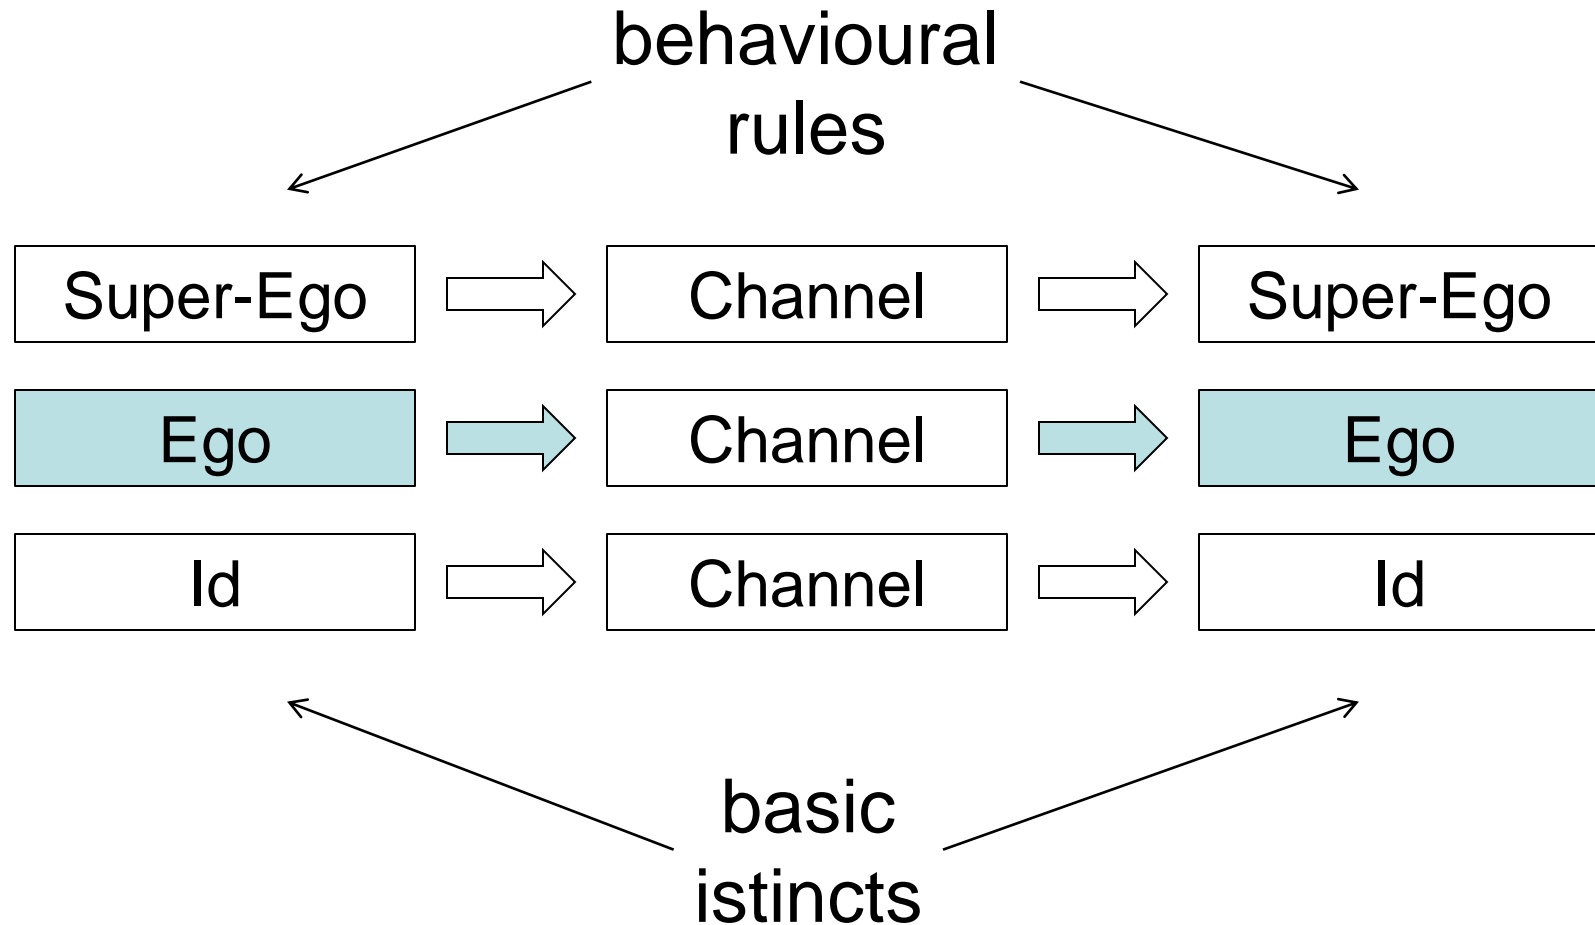 behavioural
rules
Super-Ego Channel Super-Ego
Ego Channel Ego
Id Channel Id
basic
istincts